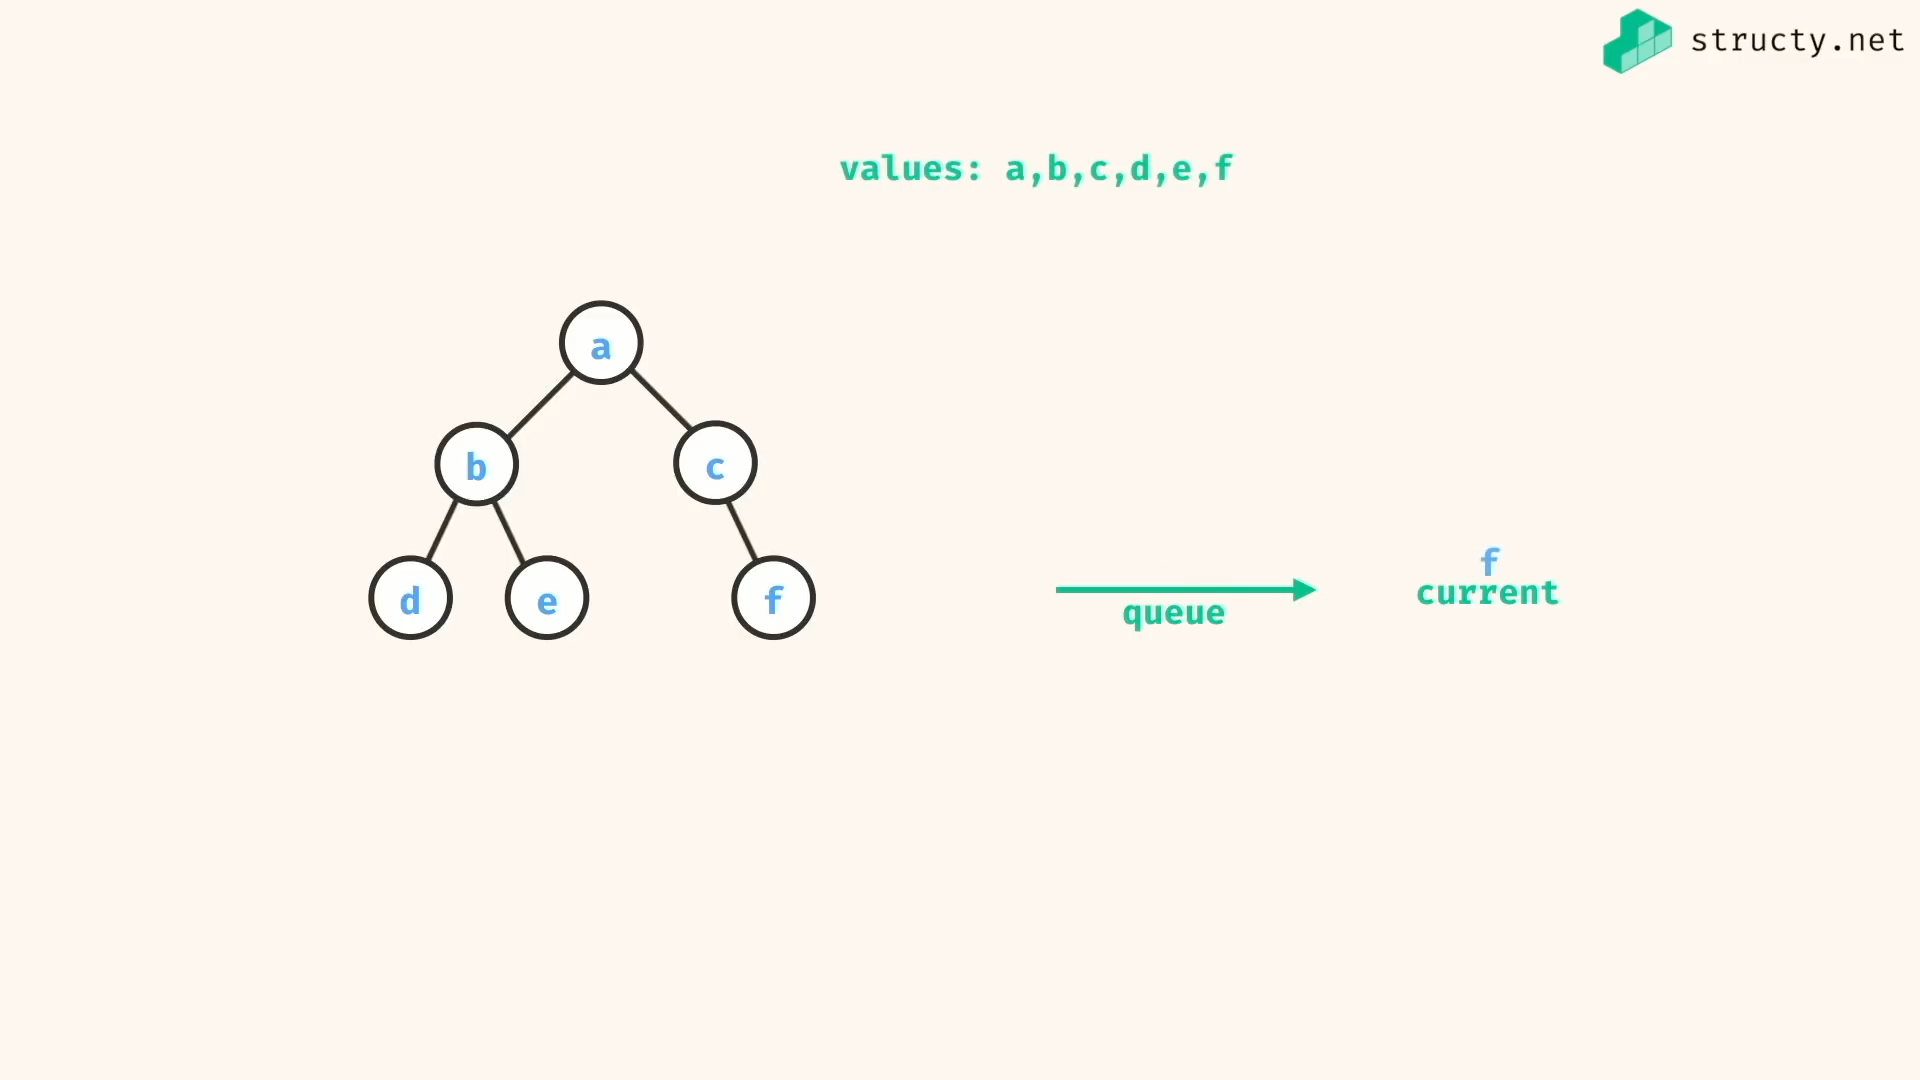 structy.net
values: a,b,c,d,e,f
a
b c
d e f
f
current
queue